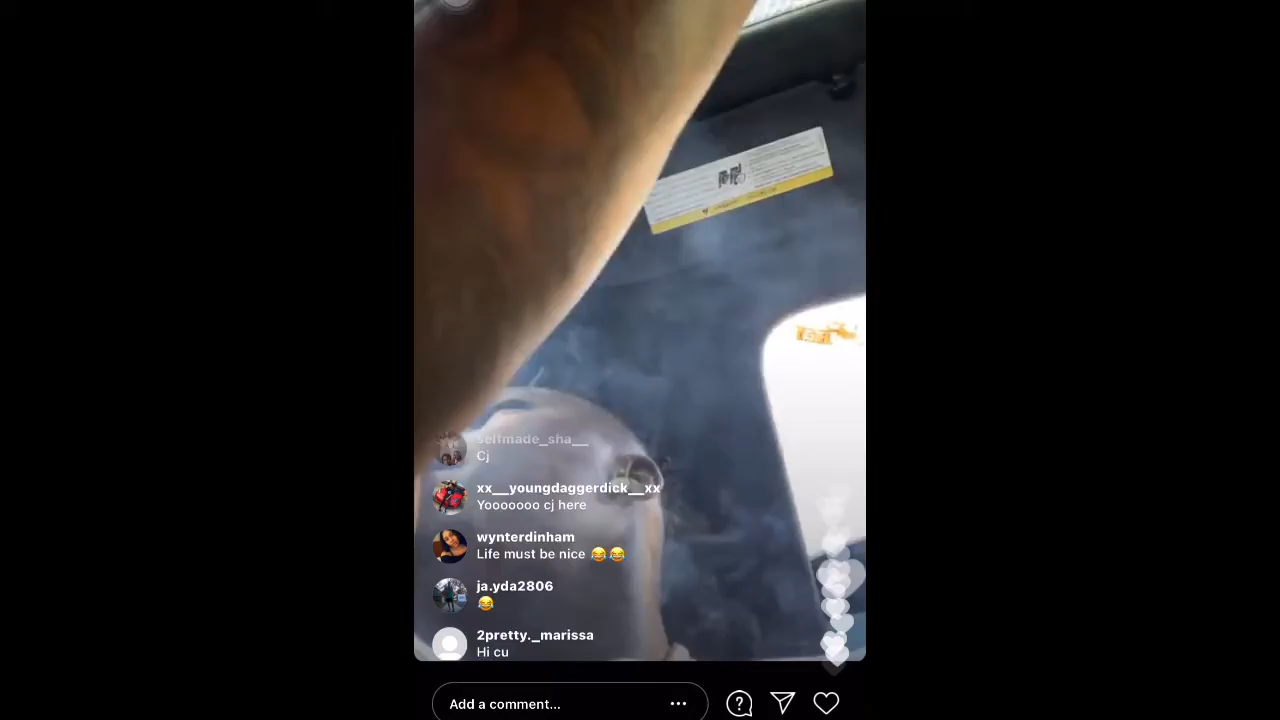 selfmade_sha__
Cj
xx__youngdaggerdick__xx
Yooooooo cj here
wynterdinham
Life must be nice 😂😂
ja.yda2806
😂
2pretty._marissa
Hi cu
Add a comment...